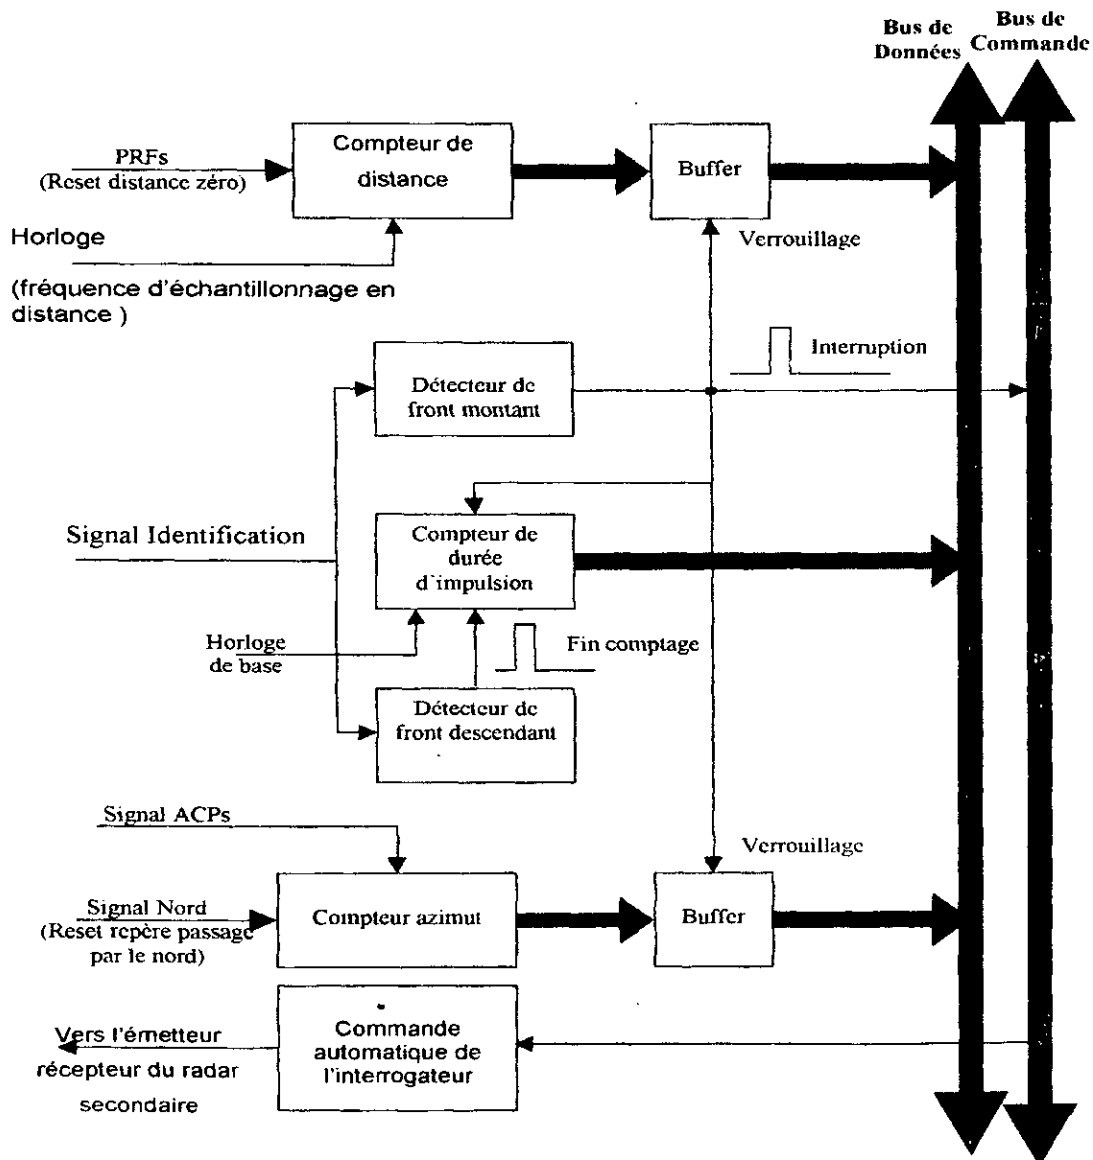 Bus de
Données
Bus de
Commande
PRFs
(Reset distance zéro)
Compteur de
distance
Buffer
Horloge
Verrouillage
(fréquence d'échantillonnage en
distance )
Interruption
Détecteur de
front montant
Signal Identification
Compteur de
durée
d'impulsion
Horloge
de base
Fin comptage
Détecteur de
front descendant
Signal ACPs
Verrouillage
Signal Nord
(Reset repère passage
par le nord)
Compteur azimut
Buffer
Vers l'émetteur
récepteur du radar
secondaire
Commande
automatique de
l'interrogateur